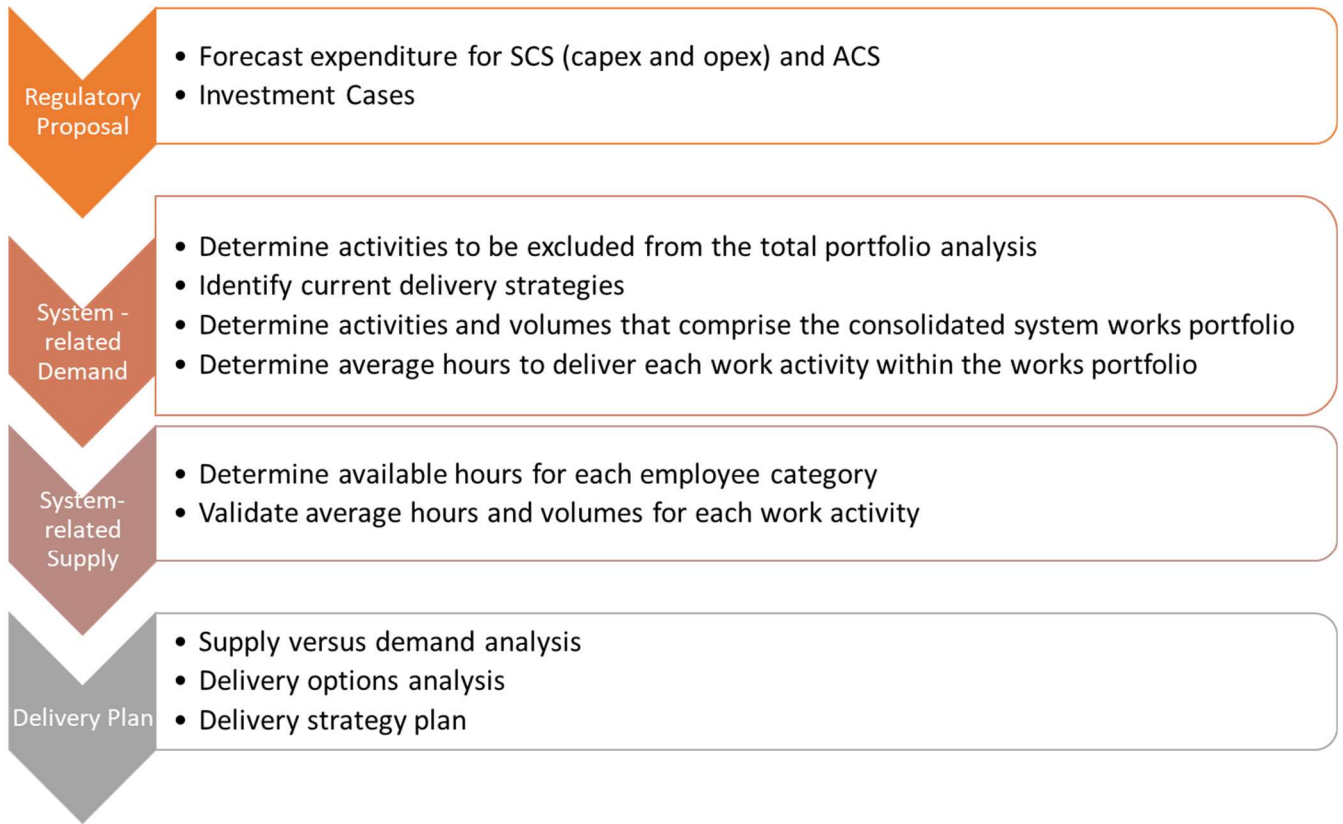 Regulatory
Proposal
• Forecast expenditure for SCS (capex and opex) and ACS
• Investment Cases
System -
related
Demand
• Determine activities to be excluded from the total portfolio analysis
• Identify current delivery strategies
• Determine activities and volumes that comprise the consolidated system works portfolio
• Determine average hours to deliver each work activity within the works portfolio
System-
related
Supply
• Determine available hours for each employee category
• Validate average hours and volumes for each work activity
Delivery Plan
• Supply versus demand analysis
• Delivery options analysis
• Delivery strategy plan